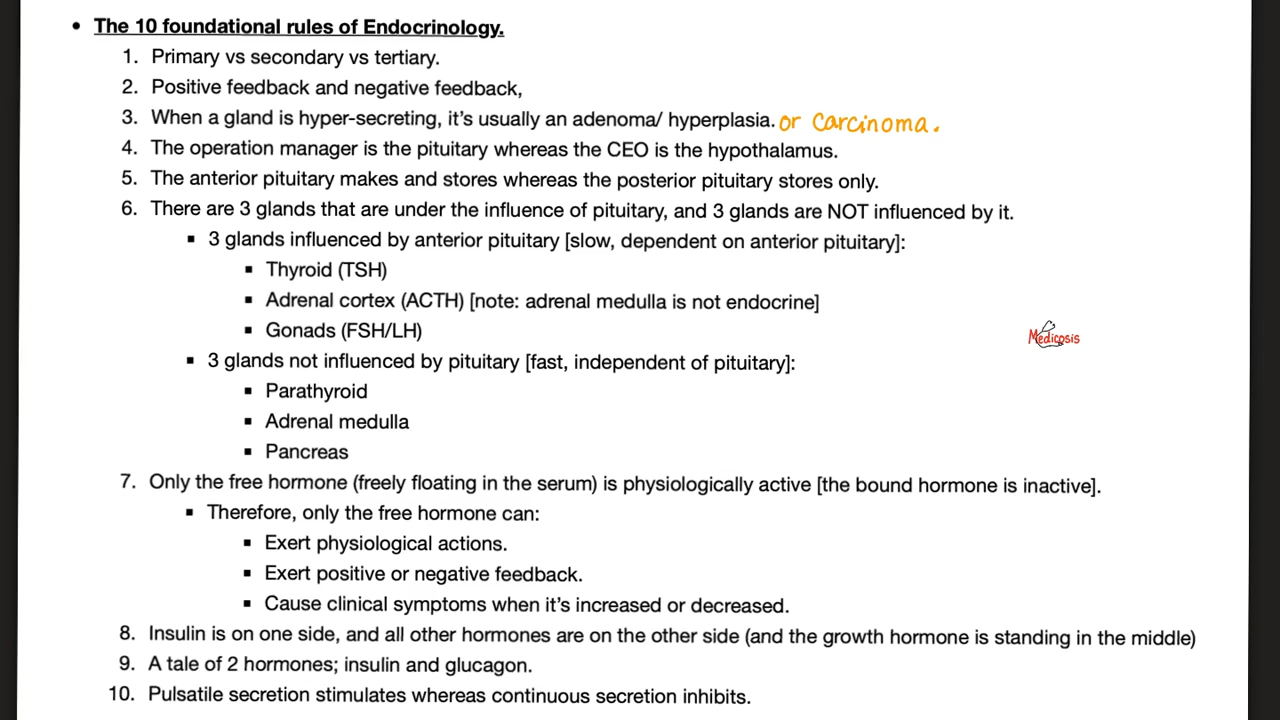 • The 10 foundational rules of Endocrinology.
1. Primary vs secondary vs tertiary.
2. Positive feedback and negative feedback,
3. When a gland is hyper-secreting, it's usually an adenoma/ hyperplasia. or carcinoma.
4. The operation manager is the pituitary whereas the CEO is the hypothalamus.
5. The anterior pituitary makes and stores whereas the posterior pituitary stores only.
6. There are 3 glands that are under the influence of pituitary, and 3 glands are NOT influenced by it.
▪ 3 glands influenced by anterior pituitary [slow, dependent on anterior pituitary]:
▪ Thyroid (TSH)
▪ Adrenal cortex (ACTH) [note: adrenal medulla is not endocrine]
▪ Gonads (FSH/LH)
Medicosis
▪ 3 glands not influenced by pituitary [fast, independent of pituitary]:
▪ Parathyroid
▪ Adrenal medulla
▪ Pancreas
7. Only the free hormone (freely floating in the serum) is physiologically active [the bound hormone is inactive].
▪ Therefore, only the free hormone can:
▪ Exert physiological actions.
▪ Exert positive or negative feedback.
▪ Cause clinical symptoms when it's increased or decreased.
8. Insulin is on one side, and all other hormones are on the other side (and the growth hormone is standing in the middle)
9. A tale of 2 hormones; insulin and glucagon.
10. Pulsatile secretion stimulates whereas continuous secretion inhibits.